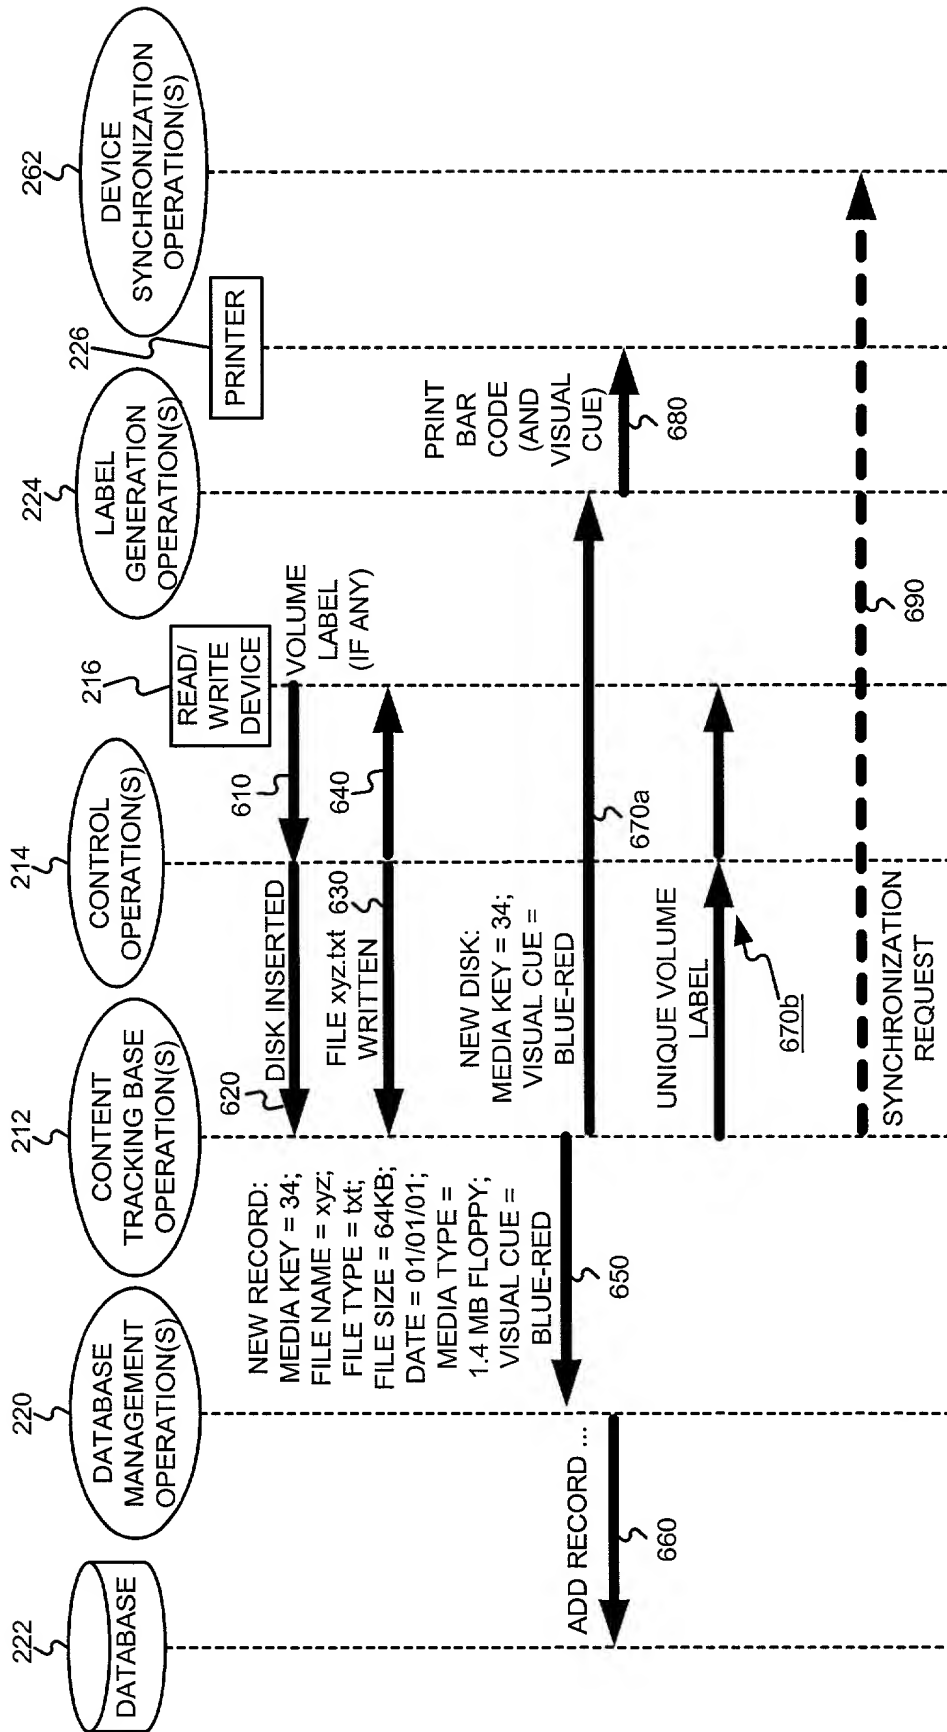 222
DATABASE
220
DATABASE
MANAGEMENT
OPERATION(S)
212
CONTENT
TRACKING BASE
OPERATION(S)
214
CONTROL
OPERATION(S)
216
READ/
WRITE
DEVICE
224
LABEL
GENERATION
OPERATION(S)
226
PRINTER
262
DEVICE
SYNCHRONIZATION
OPERATION(S)
620
DISK INSERTED
610
VOLUME
LABEL
(IF ANY)
FILE xyz.txt
WRITTEN
630
640
NEW RECORD:
MEDIA KEY = 34;
FILE NAME = xyz;
FILE TYPE = txt;
FILE SIZE = 64KB;
DATE = 01/01/01;
MEDIA TYPE =
1.4 MB FLOPPY;
VISUAL CUE =
BLUE-RED
650
ADD RECORD ...
660
NEW DISK:
MEDIA KEY = 34;
VISUAL CUE =
BLUE-RED
670a
PRINT
BAR
CODE
(AND
VISUAL
CUE)
680
UNIQUE VOLUME
LABEL
670b
SYNCHRONIZATION
REQUEST
690